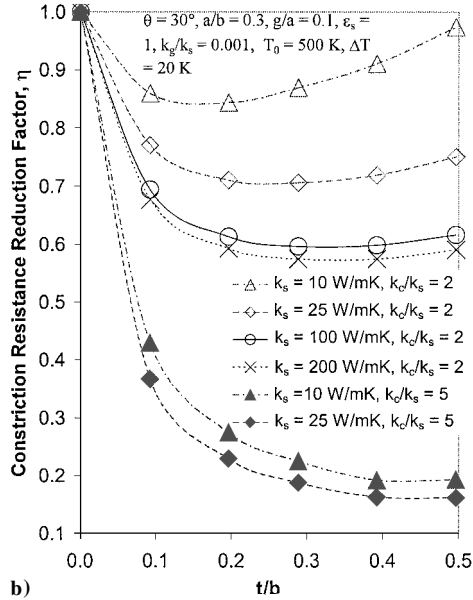 1.0
0.9
0.8
0.7
0.6
0.5
0.4
0.3
0.2
0.1
Constriction Resistance Reduction Factor, η
θ = 30°, a/b = 0.3, g/a = 0.1, εs =
1, kg/ks = 0.001, T0 = 500 K, ΔT
= 20 K
ks = 10 W/mK, kc/ks = 2
ks = 25 W/mK, kc/ks = 2
ks = 100 W/mK, kc/ks = 2
ks = 200 W/mK, kc/ks = 2
ks =10 W/mK, kc/ks = 5
ks = 25 W/mK, kc/ks = 5
0.0 0.1 0.2 0.3 0.4 0.5
b) t/b